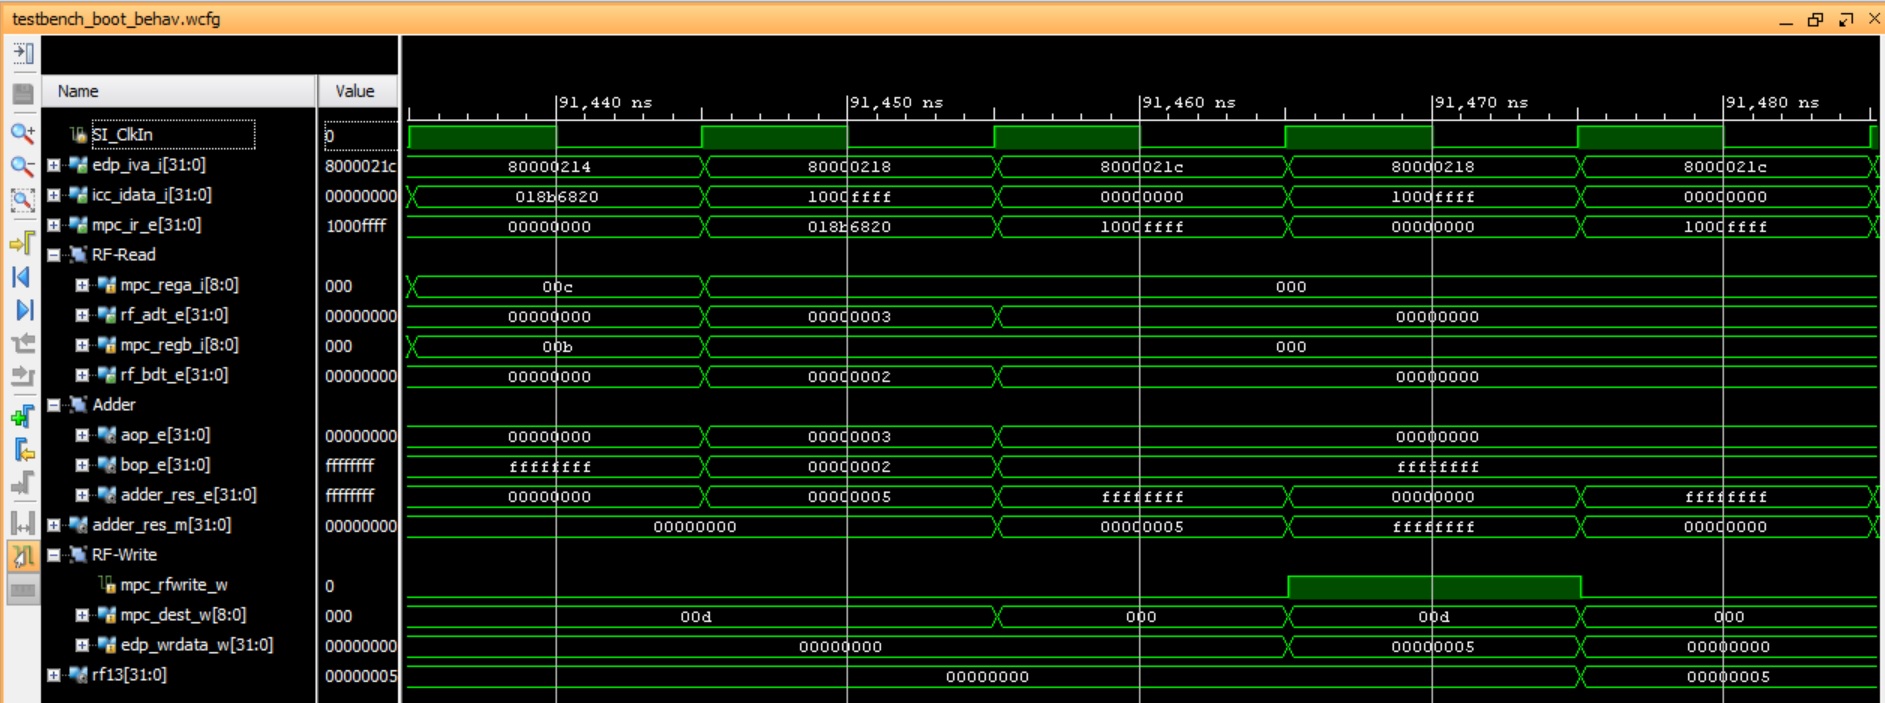 testbench_boot_behav.wcfg
Name Value
91,440 ns 91,450 ns 91,460 ns 91,470 ns 91,480 ns
SI_ClkIn 0
edp_iva_i[31:0] 8000021c 80000214 80000218 8000021c 80000218 8000021c
icc_idata_i[31:0] 00000000 018b6820 1000ffff 00000000 1000ffff 00000000
mpc_ir_e[31:0] 1000ffff 00000000 018b6820 1000ffff 00000000 1000ffff
RF-Read
mpc_rega_i[8:0] 000 00c 000
rf_adt_e[31:0] 00000000 00000000 00000003 00000000
mpc_regb_i[8:0] 000 00b 000
rf_bdt_e[31:0] 00000000 00000000 00000002 00000000
Adder
aop_e[31:0] 00000000 00000000 00000003 00000000
bop_e[31:0] ffffffff ffffffff 00000002 ffffffff
adder_res_e[31:0] ffffffff 00000000 00000005 ffffffff 00000000 ffffffff
adder_res_m[31:0] 00000000 00000000 00000005 ffffffff 00000000
RF-Write
mpc_rfwrite_w 0
mpc_dest_w[8:0] 000 00d 000 00d 000
edp_wrdata_w[31:0] 00000000 00000000 00000005 00000000
rf13[31:0] 00000005 00000000 00000005